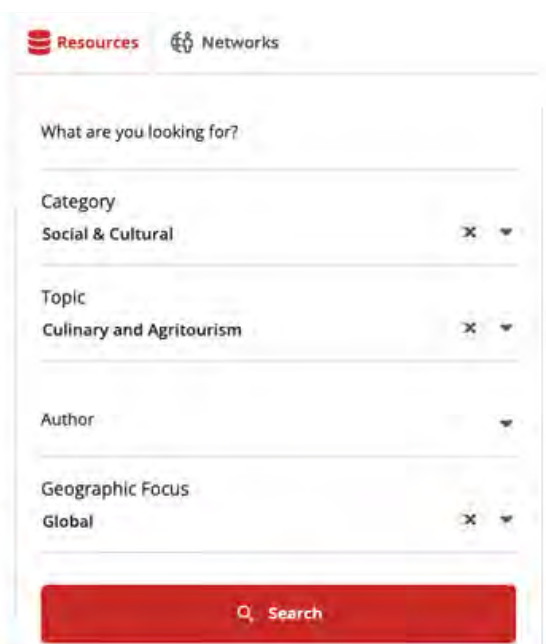 Resources Networks
What are you looking for?
Category
Social & Cultural
Topic
Culinary and Agritourism
Author
Geographic Focus
Global
Search